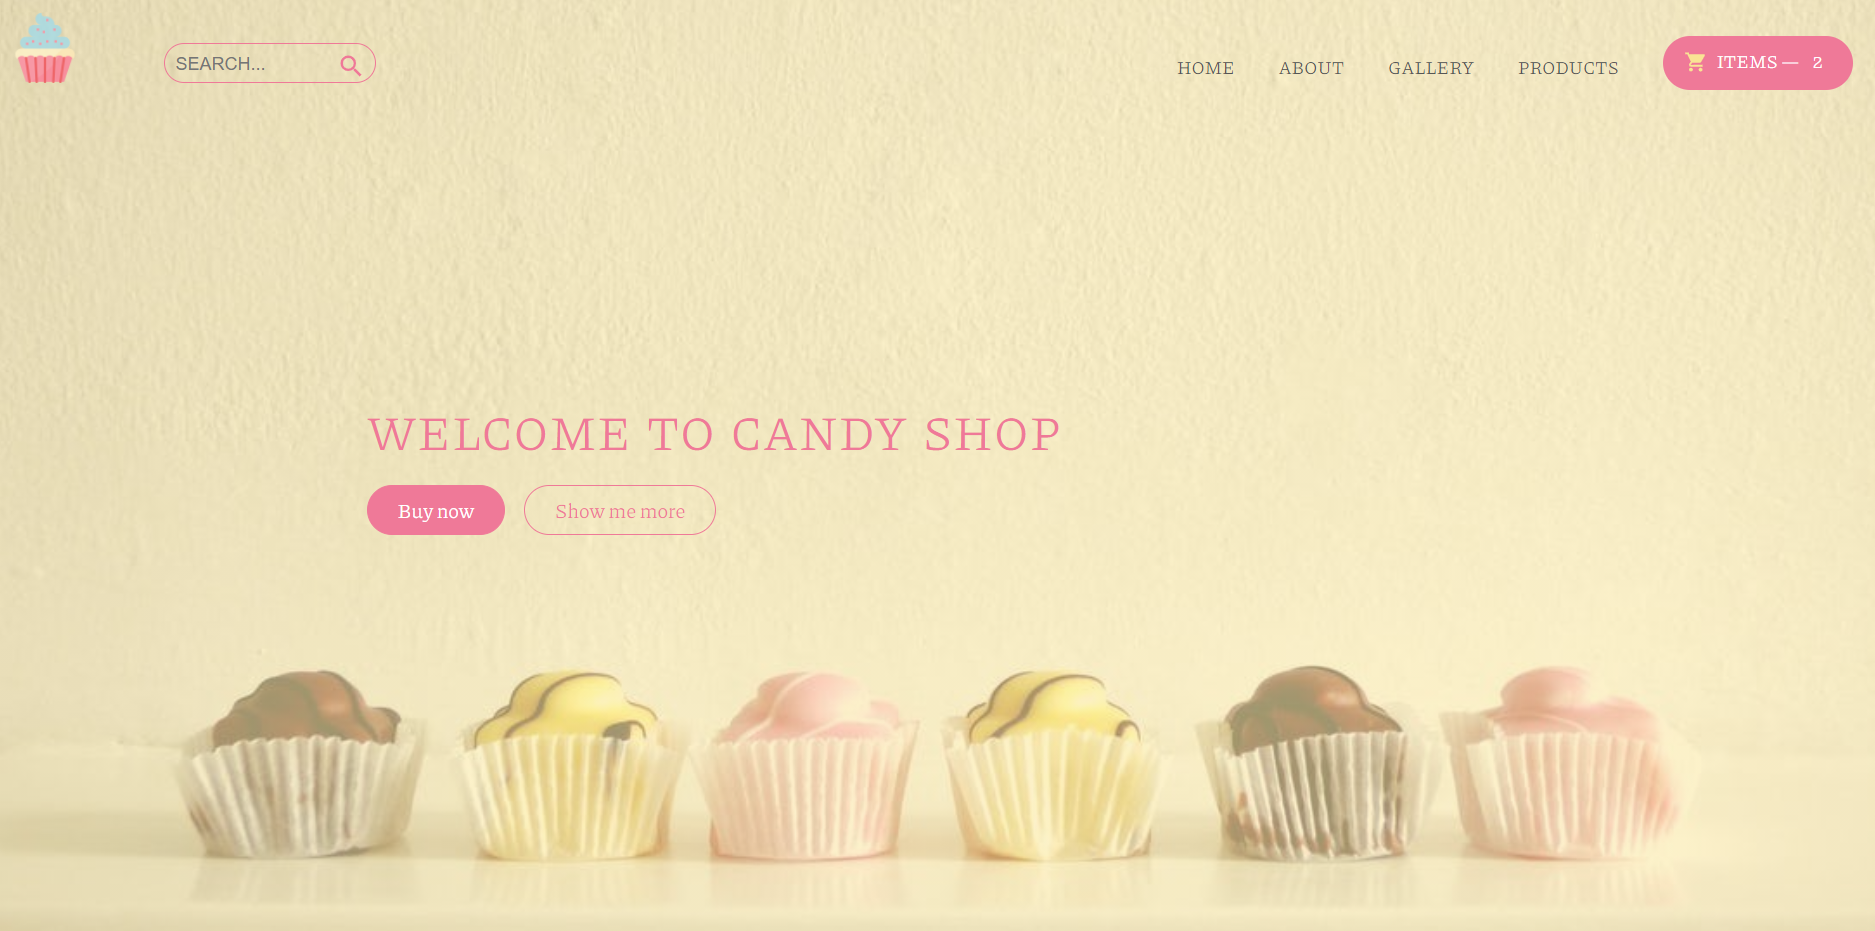 SEARCH...
HOME ABOUT GALLERY PRODUCTS ITEMS — 2
WELCOME TO CANDY SHOP
Buy now Show me more